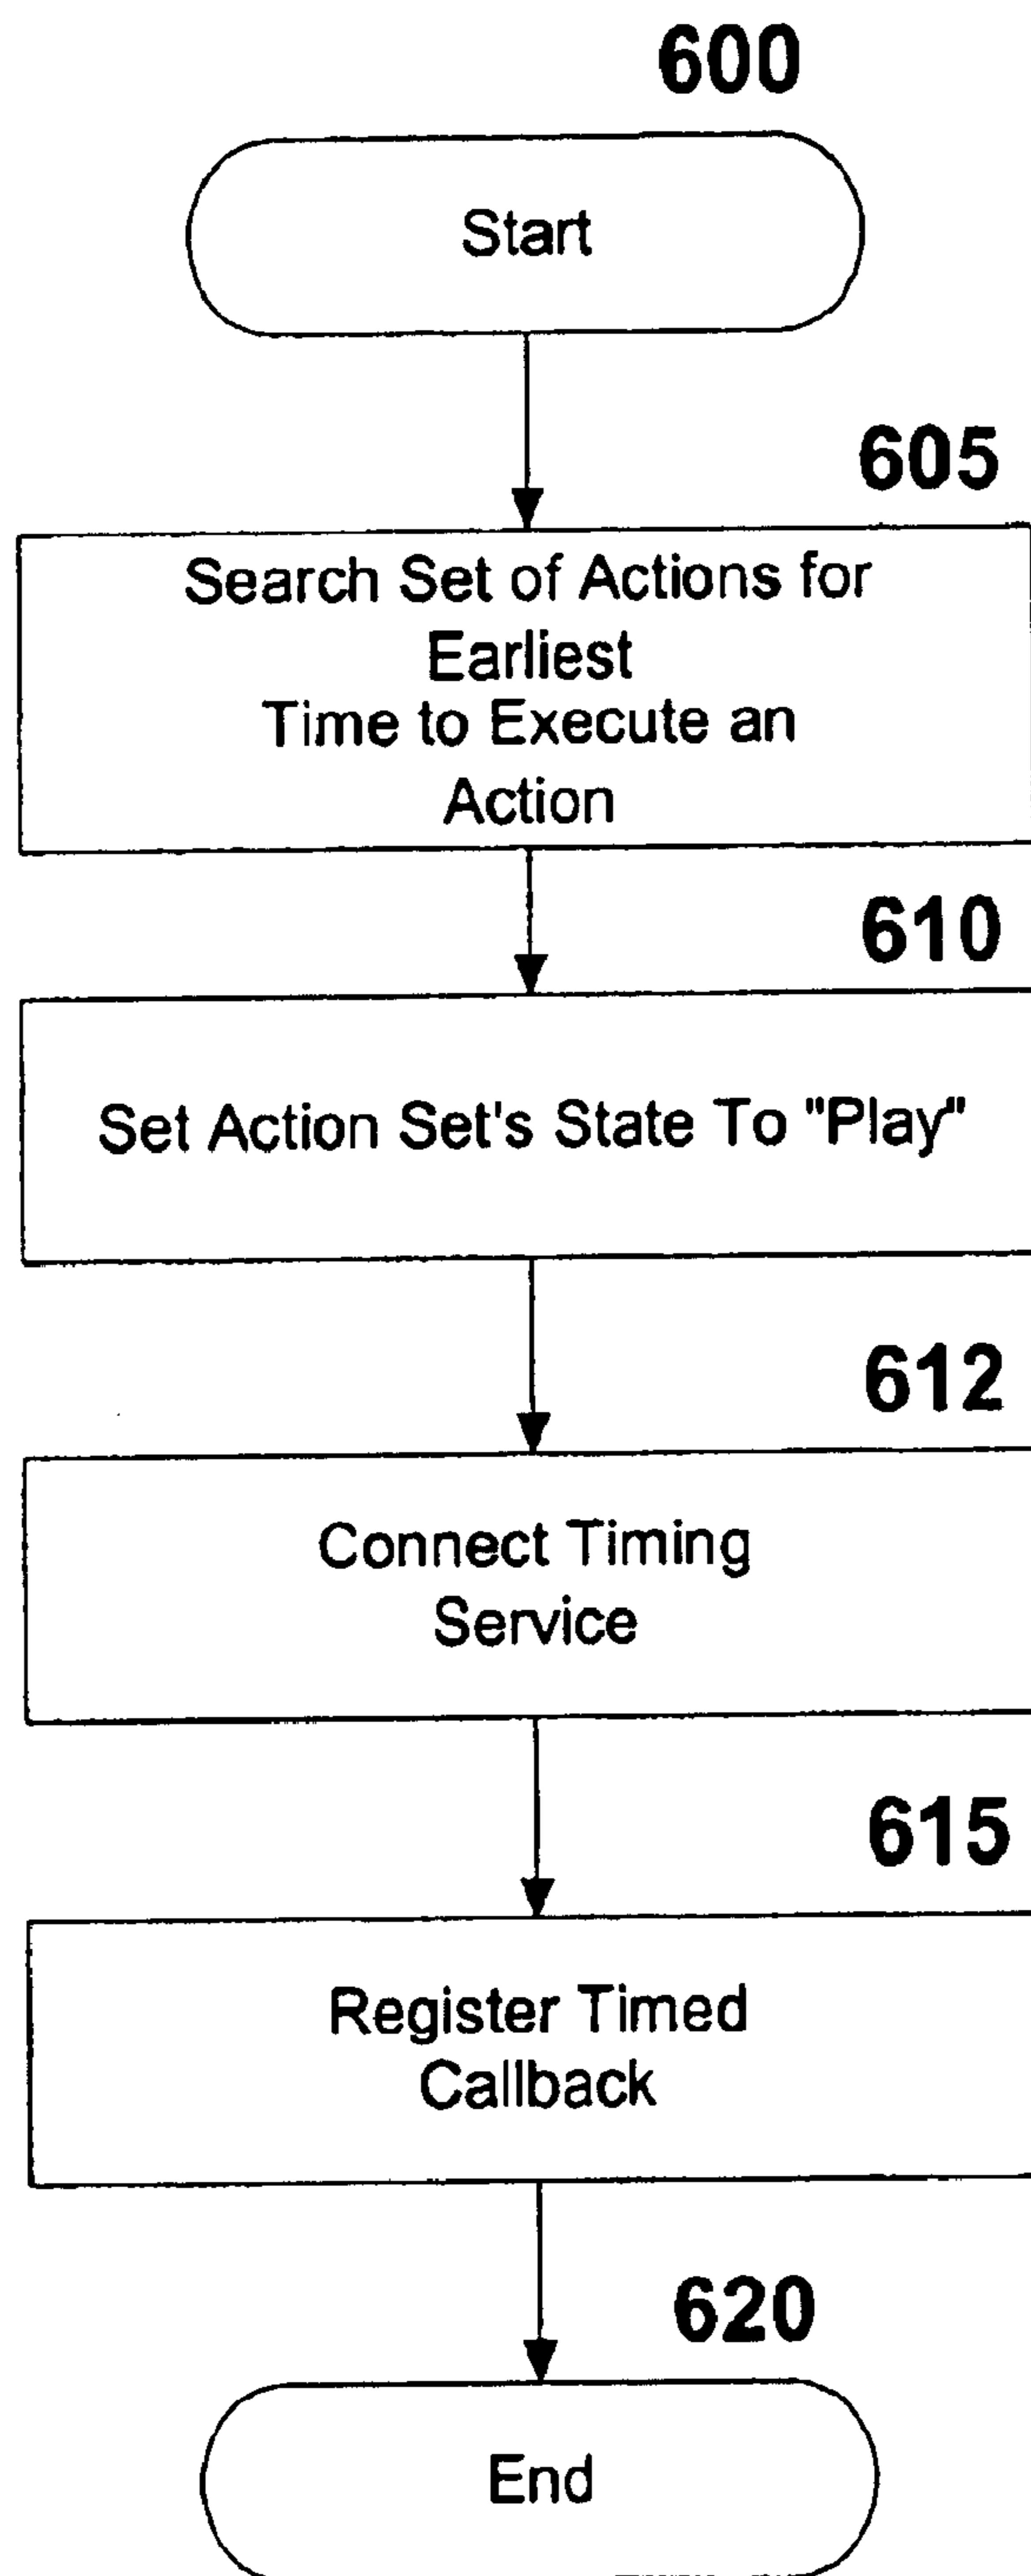 600
Start
605
Search Set of Actions for
Earliest
Time to Execute an
Action
610
Set Action Set's State To "Play"
612
Connect Timing
Service
615
Register Timed
Callback
620
End